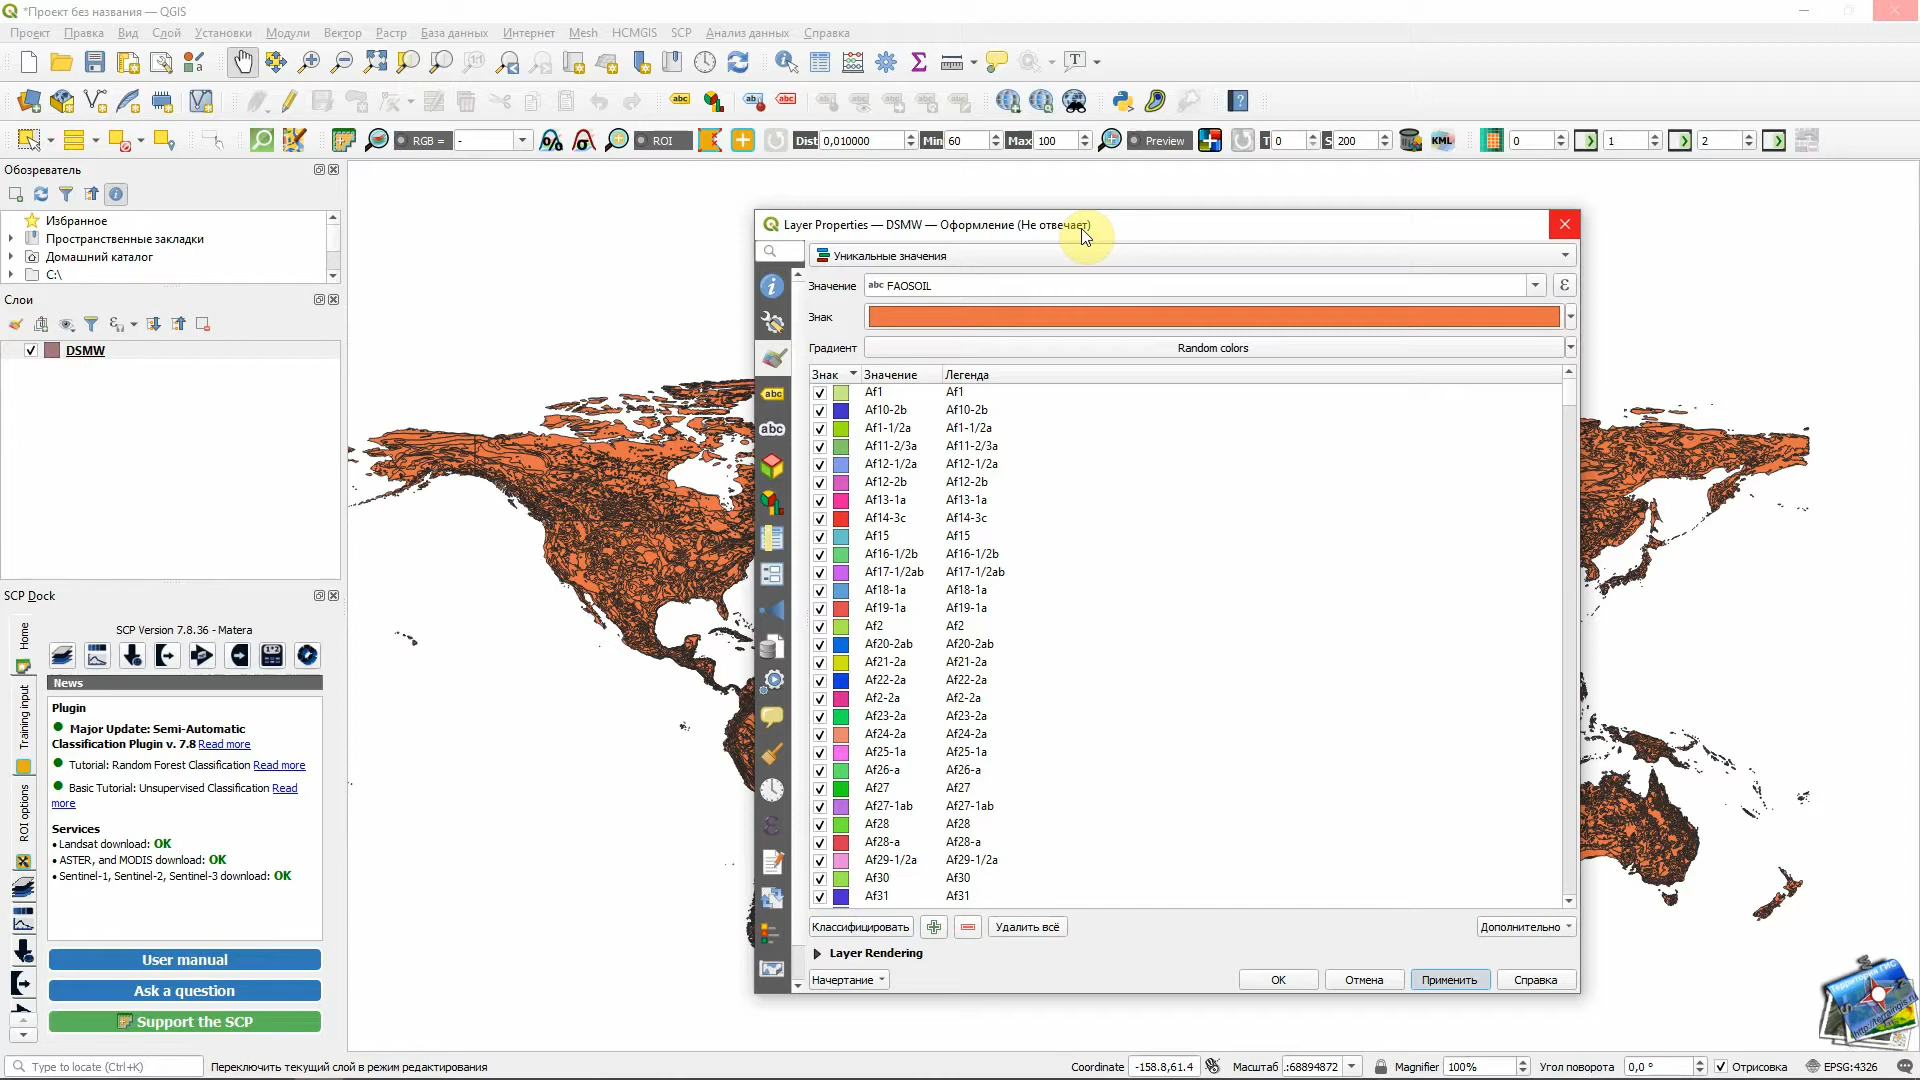 *Проект без названия — QGIS
Проект Правка Вид Слой Установки Модули Вектор Растр База данных Интернет Mesh HCMGIS SCP Анализ данных Справка
RGB = - ROI Dist 0,010000 Min 60 Max 100 Preview T 0 S 200 KML 0 1 2
Обозреватель
Избранное
Пространственные закладки
Домашний каталог
C:\
Слои
DSMW
SCP Dock
Home
Training input
ROI options
SCP Version 7.8.36 - Matera
News
Plugin
Major Update: Semi-Automatic
Classification Plugin v. 7.8 Read more
Tutorial: Random Forest Classification Read more
Basic Tutorial: Unsupervised Classification Read
more
Services
• Landsat download: OK
• ASTER, and MODIS download: OK
• Sentinel-1, Sentinel-2, Sentinel-3 download: OK
User manual
Ask a question
Support the SCP
Layer Properties — DSMW — Оформление (Не отвечает)
Уникальные значения
Значение abc FAOSOIL ε
Знак
Градиент Random colors
Знак Значение Легенда
Af1 Af1
Af10-2b Af10-2b
Af1-1/2a Af1-1/2a
Af11-2/3a Af11-2/3a
Af12-1/2a Af12-1/2a
Af12-2b Af12-2b
Af13-1a Af13-1a
Af14-3c Af14-3c
Af15 Af15
Af16-1/2b Af16-1/2b
Af17-1/2ab Af17-1/2ab
Af18-1a Af18-1a
Af19-1a Af19-1a
Af2 Af2
Af20-2ab Af20-2ab
Af21-2a Af21-2a
Af22-2a Af22-2a
Af2-2a Af2-2a
Af23-2a Af23-2a
Af24-2a Af24-2a
Af25-1a Af25-1a
Af26-a Af26-a
Af27 Af27
Af27-1ab Af27-1ab
Af28 Af28
Af28-a Af28-a
Af29-1/2a Af29-1/2a
Af30 Af30
Af31 Af31
Классифицировать Удалить всё Дополнительно
Layer Rendering
Начертание OK Отмена Применить Справка
Type to locate (Ctrl+K) Переключить текущий слой в режим редактирования Coordinate -158.8,61.4 Масштаб :68894872 Magnifier 100% Угол поворота 0,0 ° Отрисовка EPSG:4326